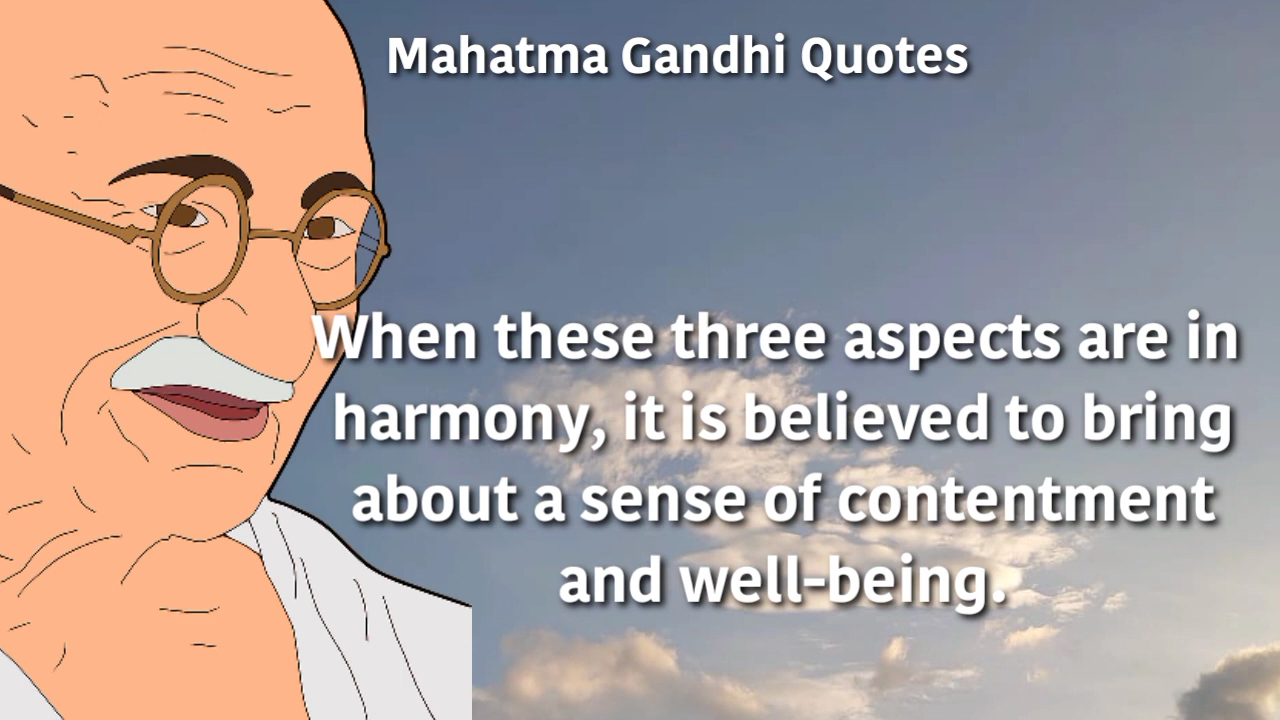 Mahatma Gandhi Quotes
When these three aspects are in
harmony, it is believed to bring
about a sense of contentment
and well-being.